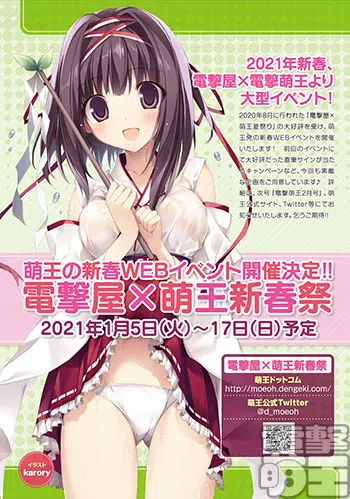 2021年新春、
電撃屋×電撃萌王より
大型イベント！
2020年8月に行われた「電撃屋×
萌王夏祭り」の大好評を受け、萌
王発の新春WEBイベントを開催
いたします！ 前回のイベントに
て大好評だった直筆サインが当た
るキャンペーンなど、今回も素敵
な企画をご用意しています♪ 詳
細は、次号『電撃萌王2月号』、萌
王公式サイト、Twitter等にてお
知らせいたします。乞うご期待!!
萌王の新春WEBイベント開催決定!!
電撃屋×萌王新春祭
2021年1月5日(火)～17日(日)予定
電撃屋×萌王新春祭
萌王ドットコム
http://moeoh.dengeki.com/
萌王公式Twitter
@d_moeoh
イラスト
karory
電撃
萌王